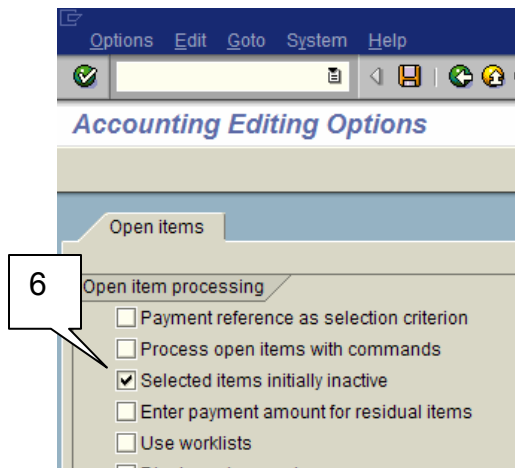 Options Edit Goto System Help
Accounting Editing Options
Open items
6
Open item processing
Payment reference as selection criterion
Process open items with commands
Selected items initially inactive
Enter payment amount for residual items
Use worklists